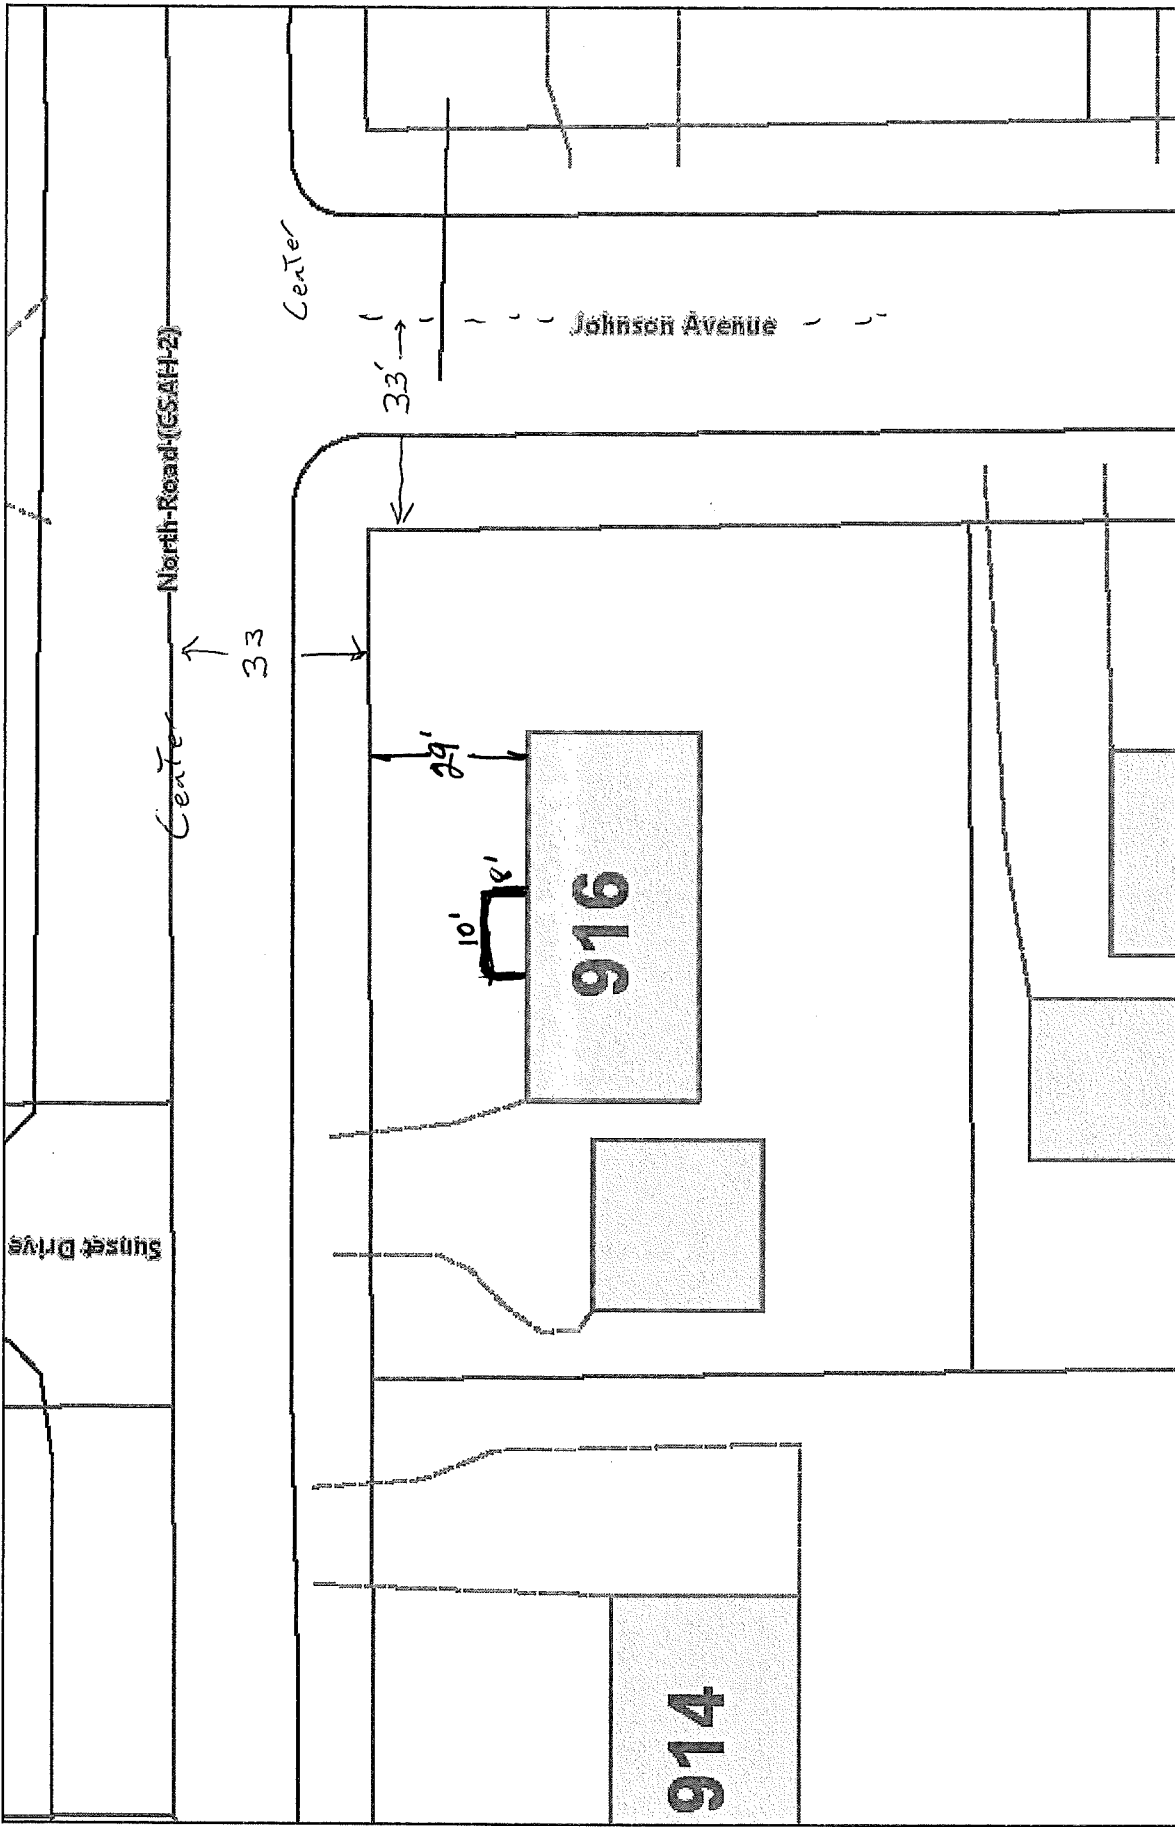 Sunset Drive
Center
33
North Road (CSAH-2)
Center
33'
Johnson Avenue
29'
10'
8'
916
914